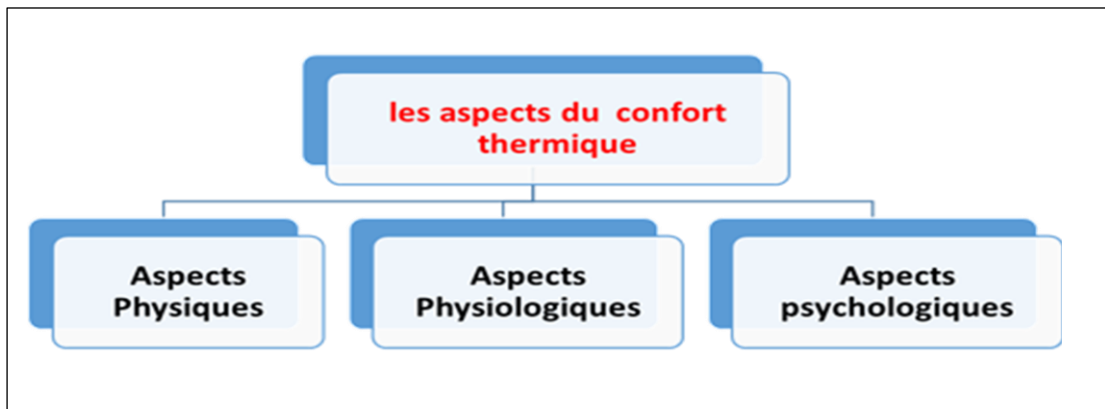 les aspects du confort
thermique
Aspects
Physiques
Aspects
Physiologiques
Aspects
psychologiques